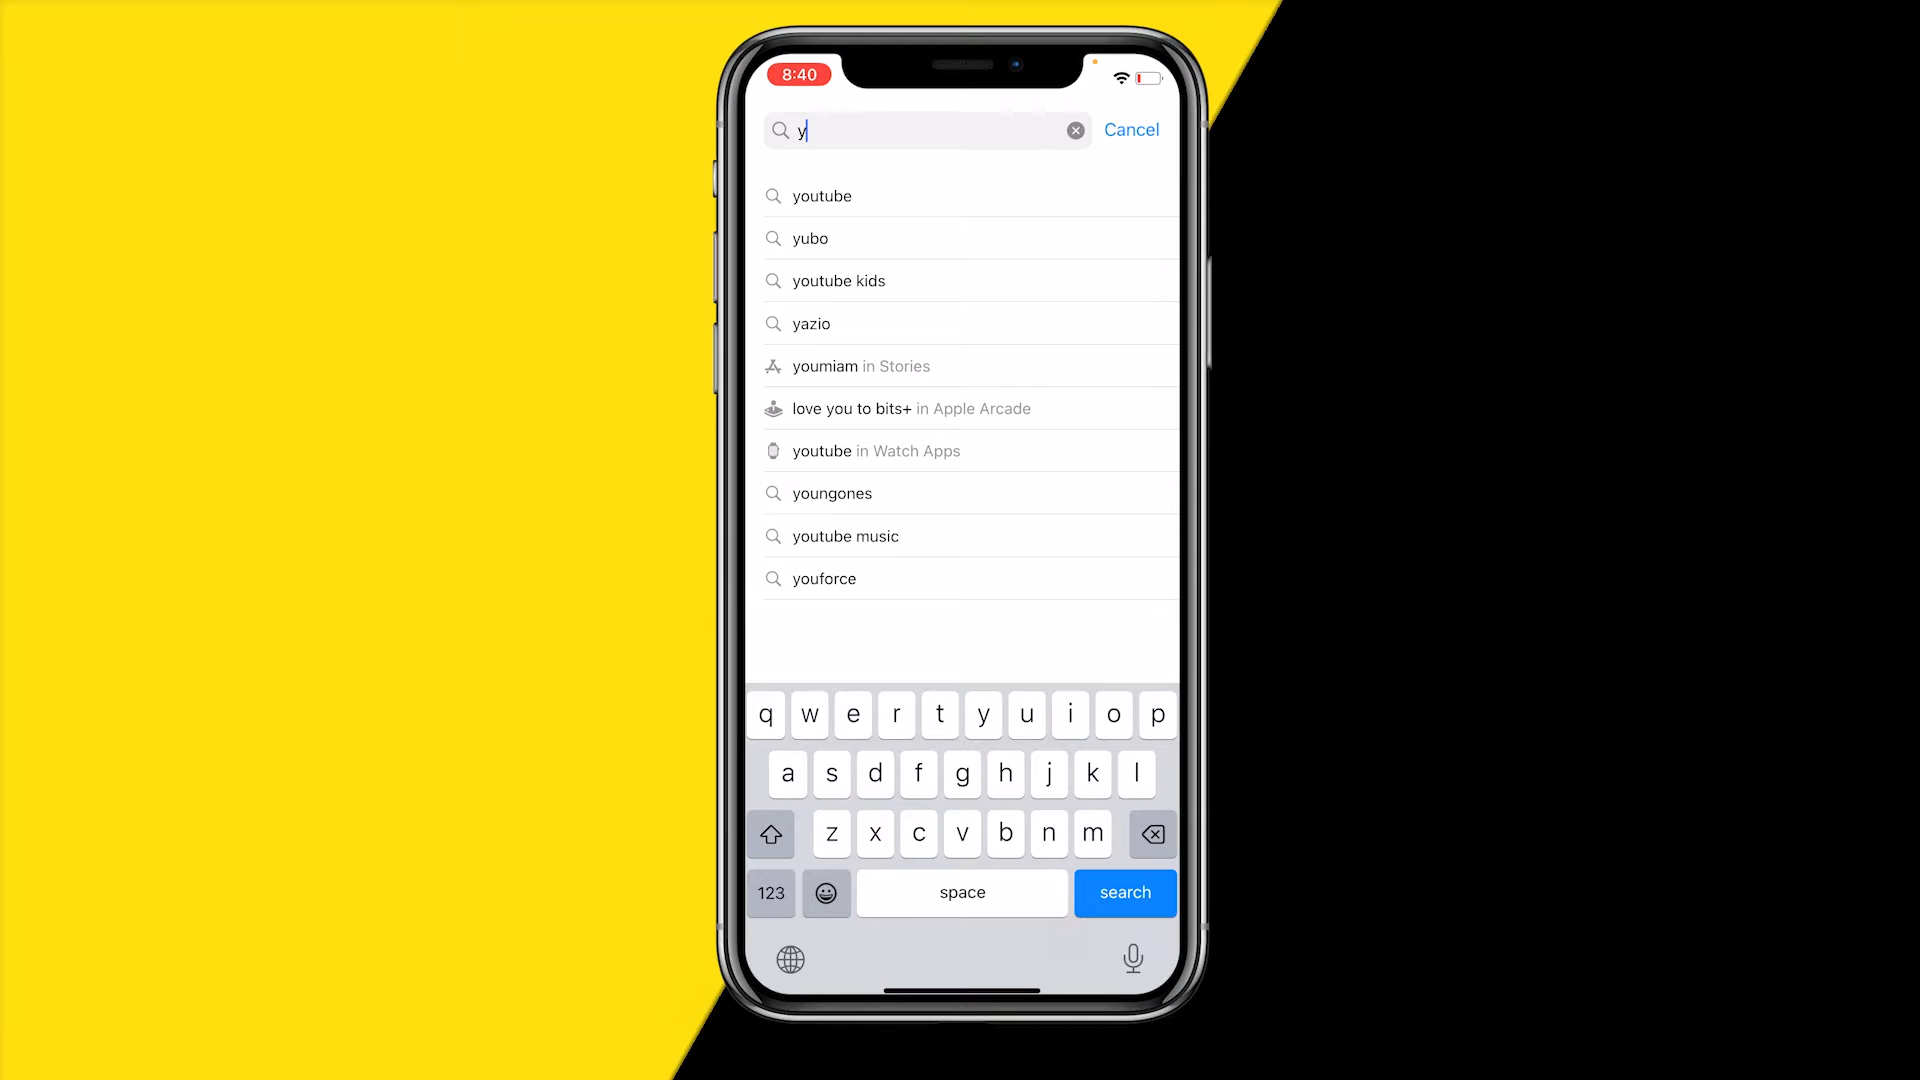 8:40
y
Cancel
youtube
yubo
youtube kids
yazio
youmiam in Stories
love you to bits+ in Apple Arcade
youtube in Watch Apps
youngones
youtube music
youforce
q w e r t y u i o p
a s d f g h j k l
z x c v b n m
123 space search